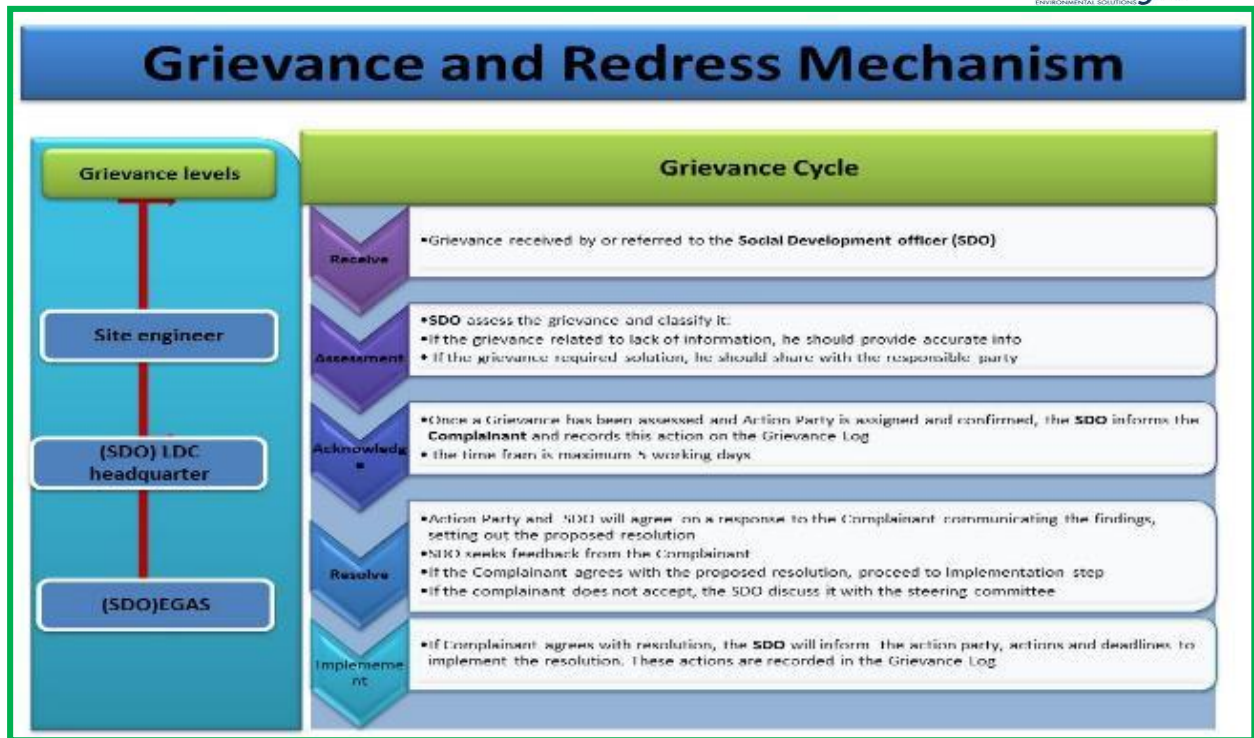 ENVIRONMENTAL SOLUTIONS
Grievance and Redress Mechanism
Grievance levels
Site engineer
(SDO) LDC
headquarter
(SDO)EGAS
Grievance Cycle
Receive
•Grievance received by or referred to the Social Development officer (SDO)
Assessment
•SDO assess the grievance and classify it:
•If the grievance related to lack of information, he should provide accurate info
• If the grievance required solution, he should share with the responsible party
Acknowledg
e
•Once a Grievance has been assessed and Action Party is assigned and confirmed, the SDO informs the
Complainant and records this action on the Grievance Log
• the time fram is maximum 5 working days
Resolve
•Action Party and SDO will agree on a response to the Complainant communicating the findings,
setting out the proposed resolution
•SDO seeks feedback from the Complainant
•If the Complainant agrees with the proposed resolution, proceed to Implementation step
•If the complainant does not accept, the SDO discuss it with the steering committee
Implememe
nt
•If Complainant agrees with resolution, the SDO will inform the action party, actions and deadlines to
implement the resolution. These actions are recorded in the Grievance Log